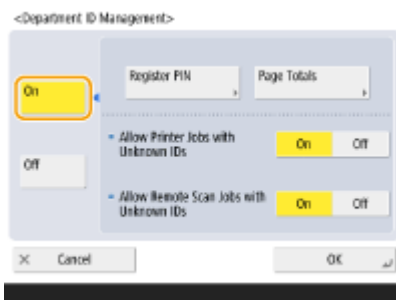 <Department ID Management>
On
Register PIN
Page Totals
Allow Printer Jobs with
Unknown IDs
On
Off
Off
Allow Remote Scan Jobs with
Unknown IDs
On
Off
× Cancel
OK